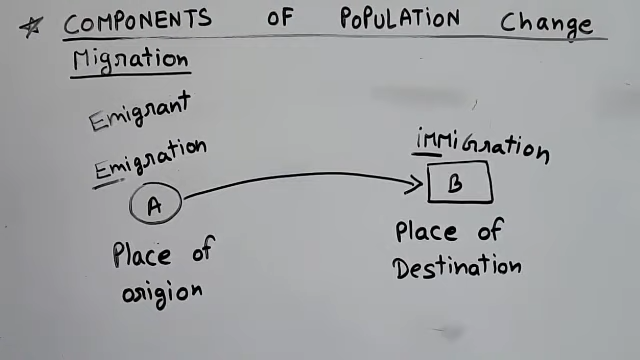 ☆ COMPONENTS OF POPULATION Change
Migration
Emigrant
Emigration
IMMIGRATION
A
B
Place of
origion
Place of
Destination